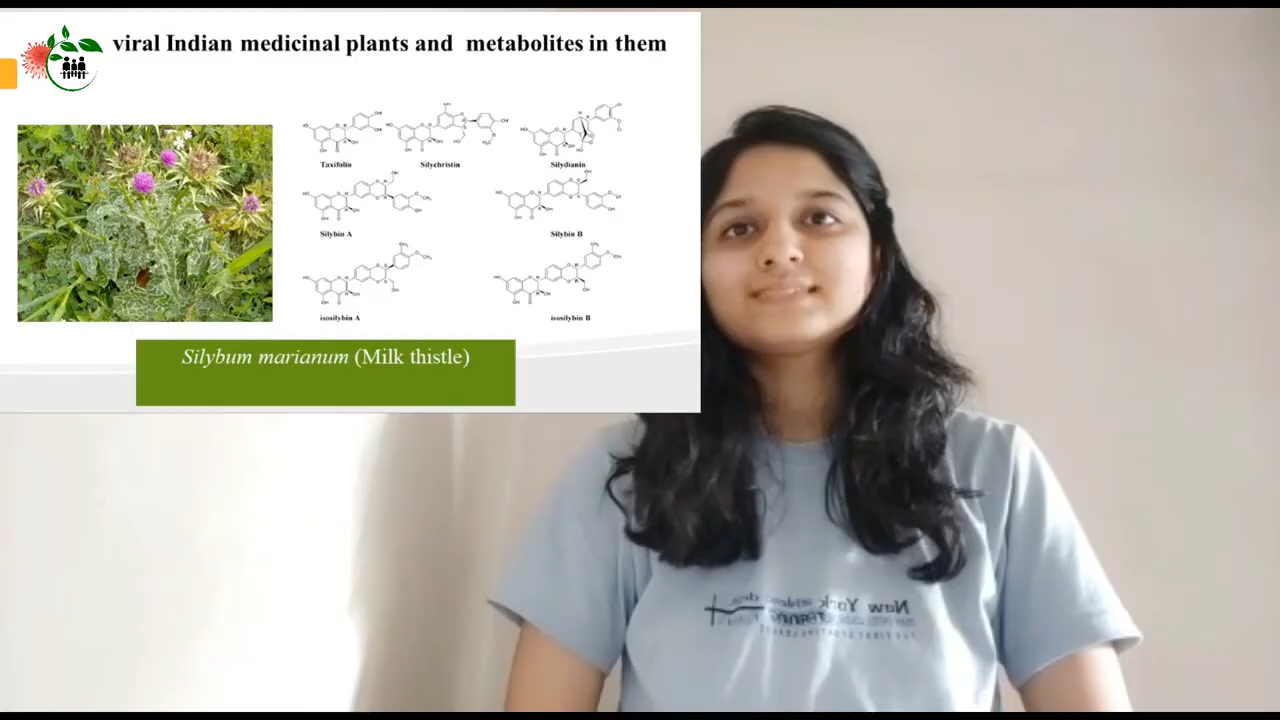 viral Indian medicinal plants and metabolites in them
Taxifolin
Silychristin
Silydianin
Silybin A
Silybin B
isosilybin A
isosilybin B
Silybum marianum (Milk thistle)
New York